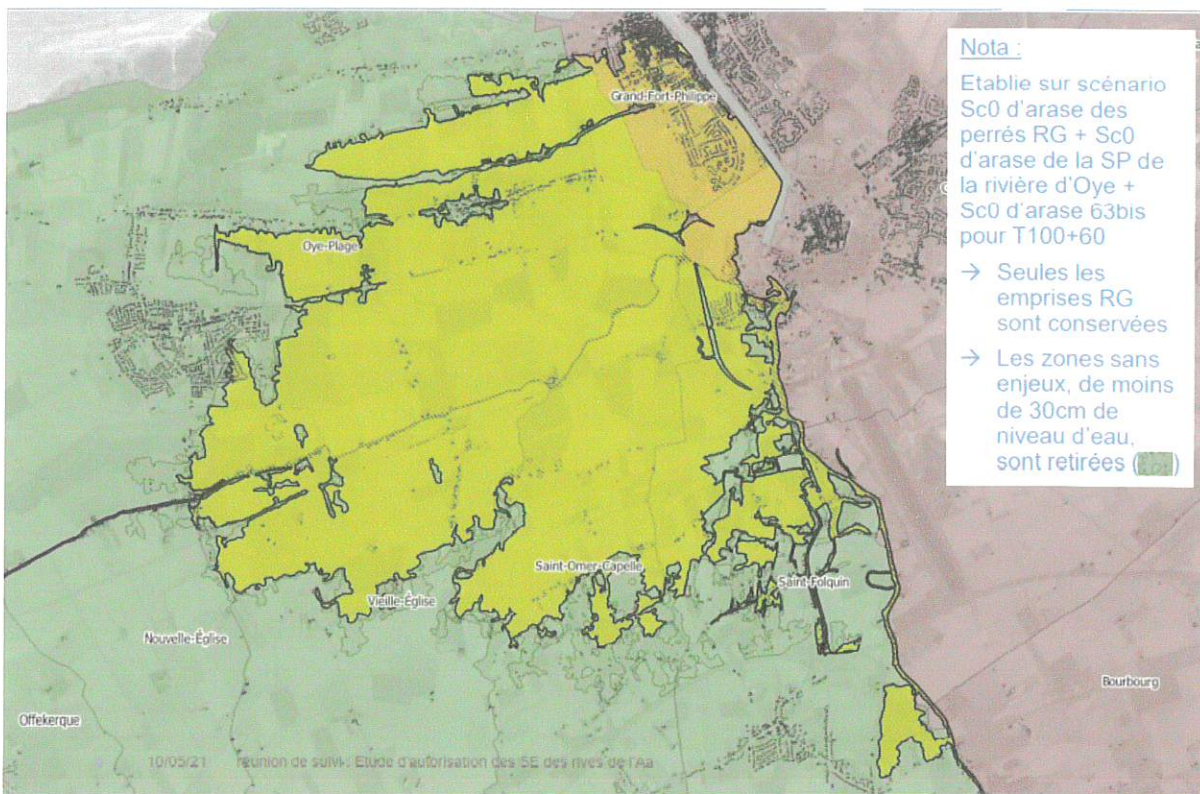 Grand-Fort-Philippe
Oye-Plage
Saint-Omer-Capelle
Saint-Folquin
Vieille-Église
Nouvelle-Église
Offekerque
Bourbourg
Nota :
Etablie sur scénario
Sc0 d'arase des
perrés RG + Sc0
d'arase de la SP de
la rivière d'Oye +
Sc0 d'arase 63bis
pour T100+60
→ Seules les
emprises RG
sont conservées
→ Les zones sans
enjeux, de moins
de 30cm de
niveau d'eau,
sont retirées ( )
10/05/21 réunion de suivi : Etude d'autorisation des SE des rives de l'Aa